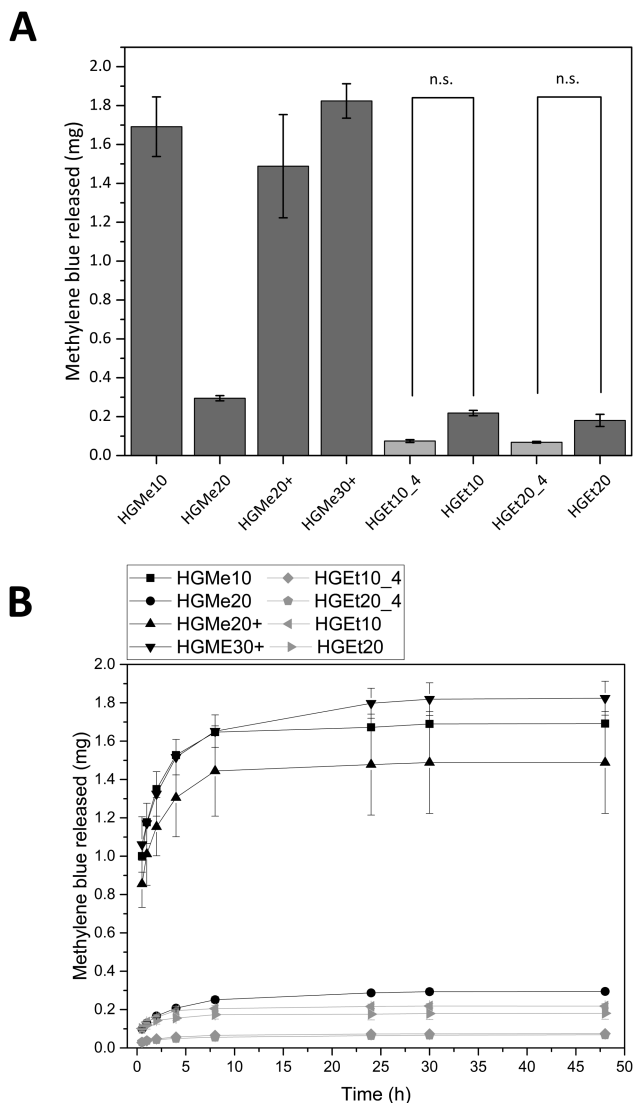 A
Methylene blue released (mg)
2.0
1.8
1.6
1.4
1.2
1.0
0.8
0.6
0.4
0.2
0.0
n.s.
n.s.
HGMe10
HGMe20
HGMe20+
HGMe30+
HGEt10_4
HGEt10
HGEt20_4
HGEt20
B
HGMe10 HGEt10_4
HGMe20 HGEt20_4
HGMe20+ HGEt10
HGME30+ HGEt20
Methylene blue released (mg)
2.0
1.8
1.6
1.4
1.2
1.0
0.8
0.6
0.4
0.2
0.0
0 5 10 15 20 25 30 35 40 45 50
Time (h)